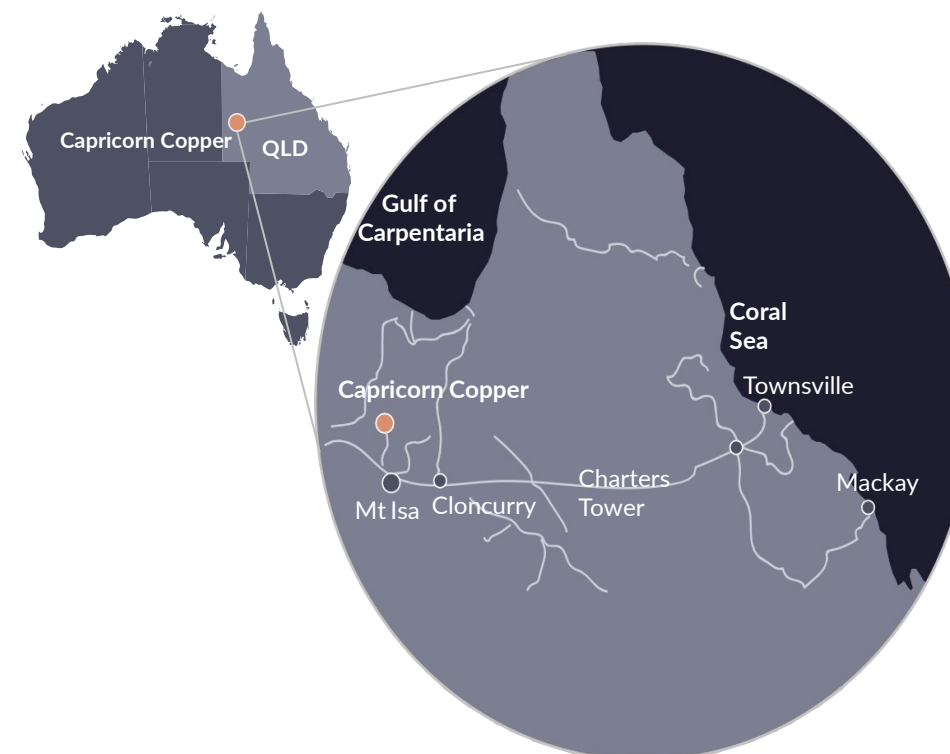 Capricorn Copper
QLD
Gulf of
Carpentaria
Coral
Sea
Capricorn Copper
Townsville
Charters
Tower
Mackay
Mt Isa
Cloncurry